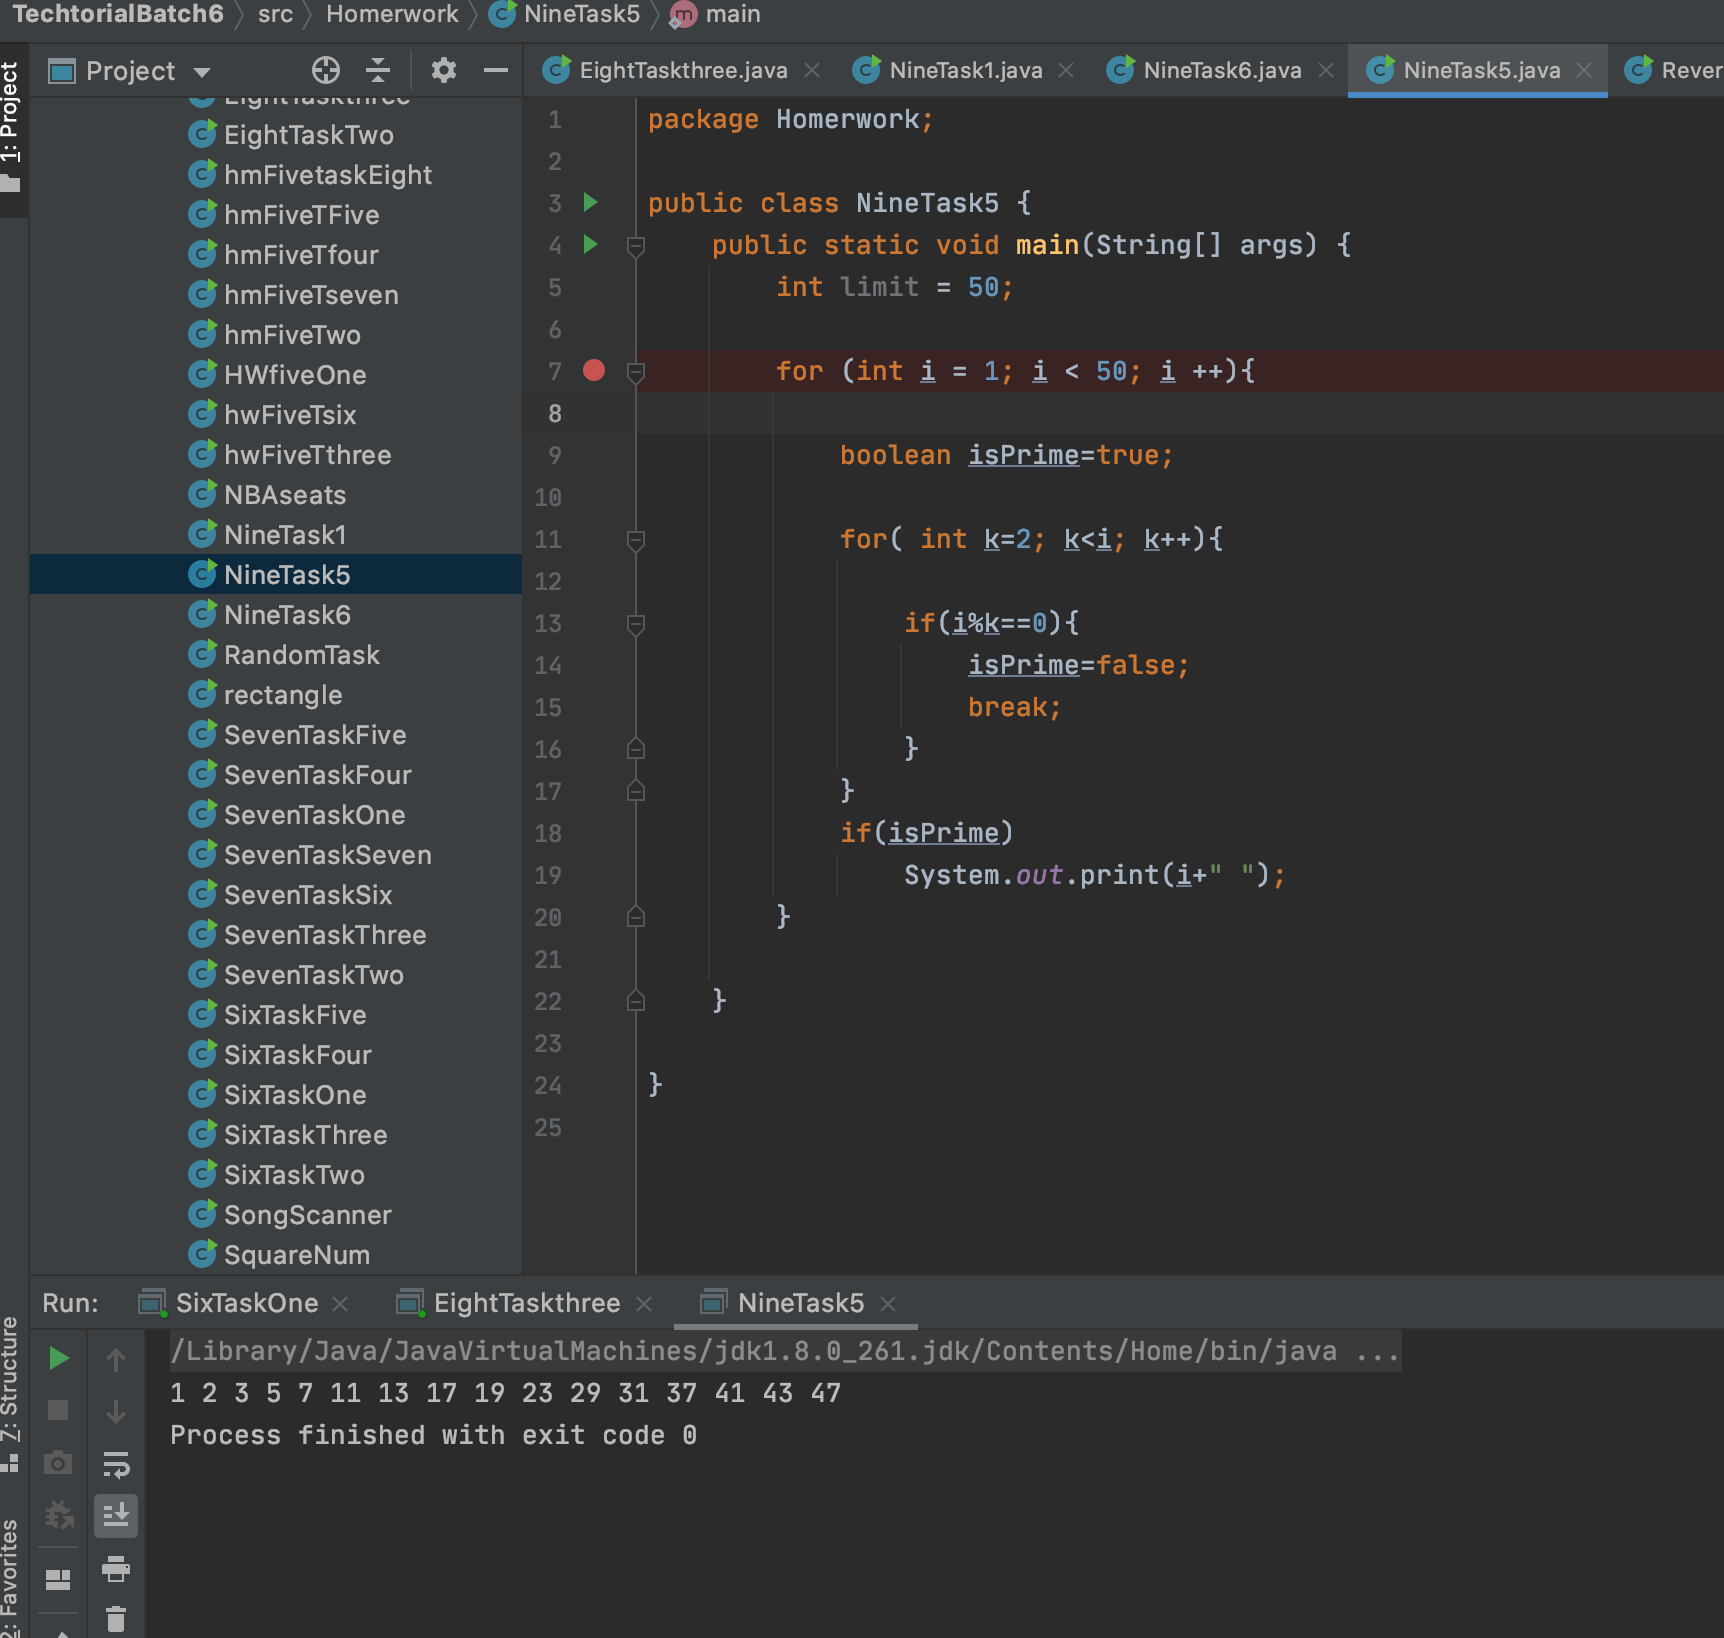 TechtorialBatch6 src Homerwork NineTask5 main
1: Project
Project
EightTaskthree.java NineTask1.java NineTask6.java NineTask5.java Rever
EightTaskthree
EightTaskTwo
hmFivetaskEight
hmFiveTFive
hmFiveTfour
hmFiveTseven
hmFiveTwo
HWfiveOne
hwFiveTsix
hwFiveTthree
NBAseats
NineTask1
NineTask5
NineTask6
RandomTask
rectangle
SevenTaskFive
SevenTaskFour
SevenTaskOne
SevenTaskSeven
SevenTaskSix
SevenTaskThree
SevenTaskTwo
SixTaskFive
SixTaskFour
SixTaskOne
SixTaskThree
SixTaskTwo
SongScanner
SquareNum
1 package Homerwork;
2
3 public class NineTask5 {
4 public static void main(String[] args) {
5 int limit = 50;
6
7 for (int i = 1; i < 50; i ++){
8
9 boolean isPrime=true;
10
11 for( int k=2; k<i; k++){
12
13 if(i%k==0){
14 isPrime=false;
15 break;
16 }
17 }
18 if(isPrime)
19 System.out.print(i+" ");
20 }
21
22 }
23
24 }
25
Run: SixTaskOne EightTaskthree NineTask5
7: Structure
2: Favorites
/Library/Java/JavaVirtualMachines/jdk1.8.0_261.jdk/Contents/Home/bin/java ...
1 2 3 5 7 11 13 17 19 23 29 31 37 41 43 47
Process finished with exit code 0